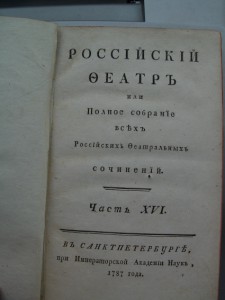 РОССІЙСКІЙ
ѲЕАТРЪ
или
Полное собраніе
всѣхъ
Россійскихъ Ѳеатральныхъ
сочиненій.
Часть XVI.
ВЪ САНКТПЕТЕРБУРГѢ,
при Императорской Академіи Наукъ,
1787 года.